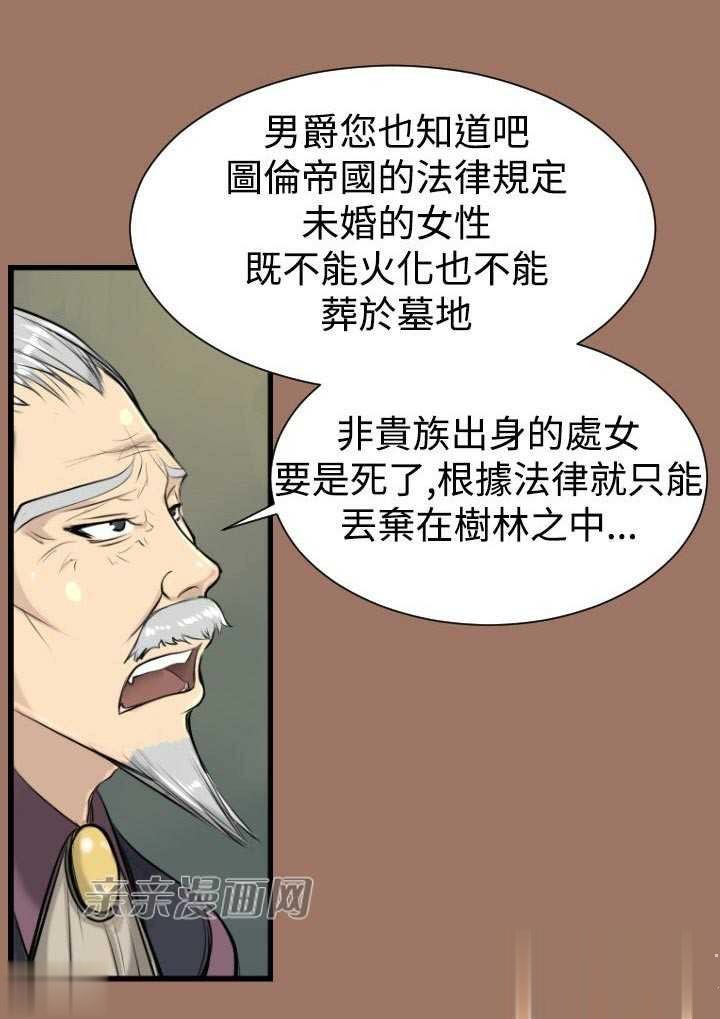 男爵您也知道吧
圖倫帝國的法律規定
未婚的女性
既不能火化也不能
葬於墓地
非貴族出身的處女
要是死了,根據法律就只能
丟棄在樹林之中...
亲亲漫画网